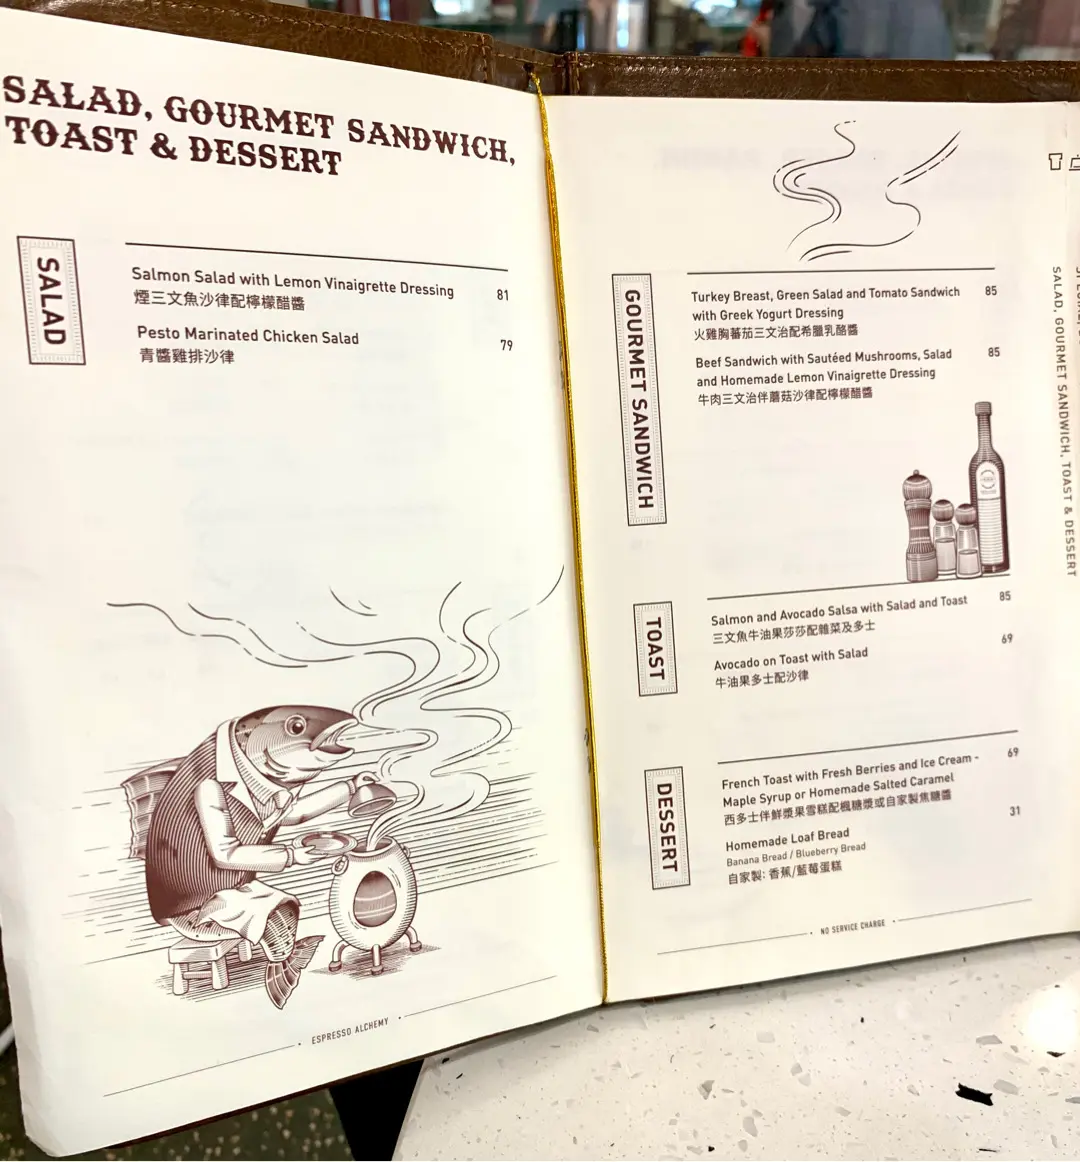 SALAD, GOURMET SANDWICH,
TOAST & DESSERT
SALAD
Salmon Salad with Lemon Vinaigrette Dressing 81
煙三文魚沙律配檸檬醋醬
Pesto Marinated Chicken Salad 79
青醬雞排沙律
ESPRESSO ALCHEMY
GOURMET SANDWICH
Turkey Breast, Green Salad and Tomato Sandwich 85
with Greek Yogurt Dressing
火雞胸蕃茄三文治配希臘乳酪醬
Beef Sandwich with Sautéed Mushrooms, Salad 85
and Homemade Lemon Vinaigrette Dressing
牛肉三文治伴蘑菇沙律配檸檬醋醬
TOAST
Salmon and Avocado Salsa with Salad and Toast 85
三文魚牛油果莎莎配雜菜及多士
Avocado on Toast with Salad 69
牛油果多士配沙律
DESSERT
French Toast with Fresh Berries and Ice Cream - 69
Maple Syrup or Homemade Salted Caramel
西多士伴鮮漿果雪糕配楓糖漿或自家製焦糖醬
Homemade Loaf Bread 31
Banana Bread / Blueberry Bread
自家製: 香蕉/藍莓蛋糕
NO SERVICE CHARGE
SALAD, GOURMET SANDWICH, TOAST & DESSERT